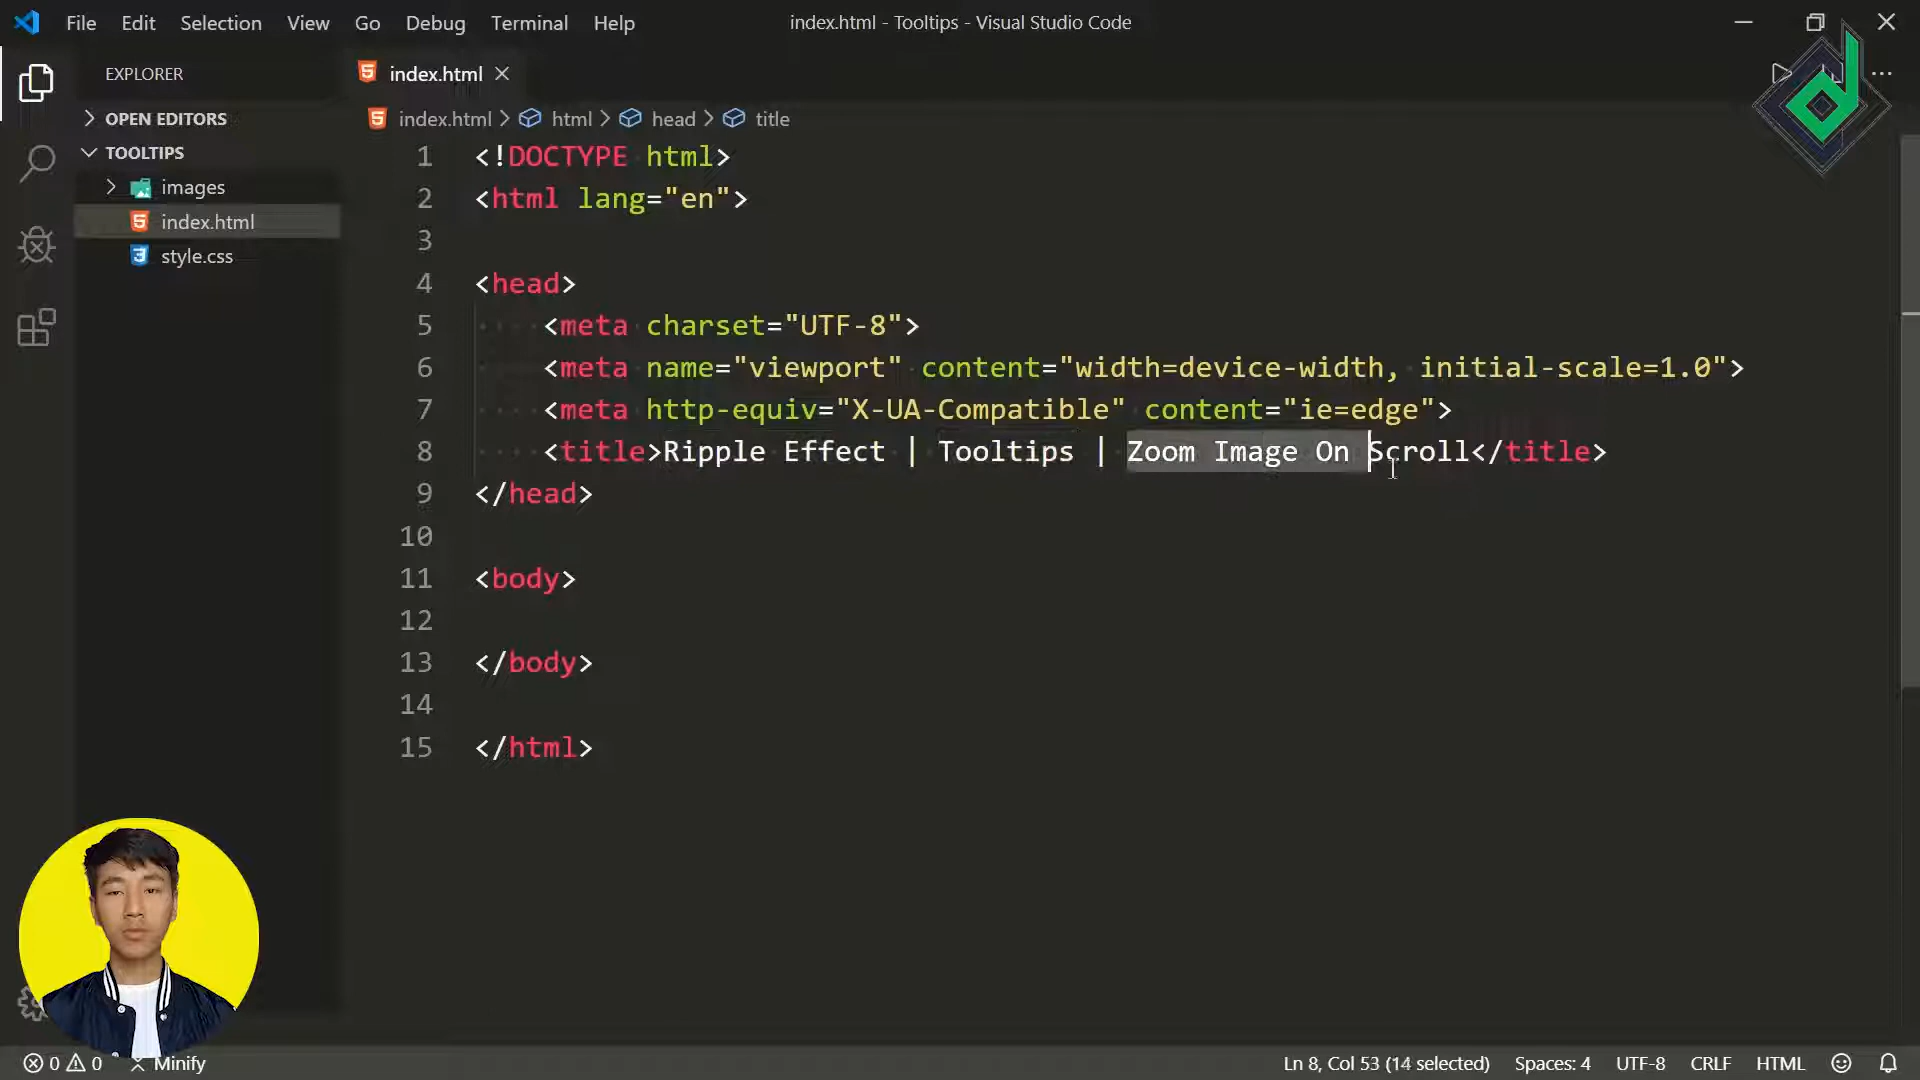 File Edit Selection View Go Debug Terminal Help
index.html - Tooltips - Visual Studio Code
EXPLORER
OPEN EDITORS
TOOLTIPS
images
index.html
style.css
index.html
index.html > html > head > title
1 <!DOCTYPE html>
2 <html lang="en">
3
4 <head>
5 <meta charset="UTF-8">
6 <meta name="viewport" content="width=device-width, initial-scale=1.0">
7 <meta http-equiv="X-UA-Compatible" content="ie=edge">
8 <title>Ripple Effect | Tooltips | Zoom Image On Scroll</title>
9 </head>
10
11 <body>
12
13 </body>
14
15 </html>
0 0 Minify
Ln 8, Col 53 (14 selected) Spaces: 4 UTF-8 CRLF HTML